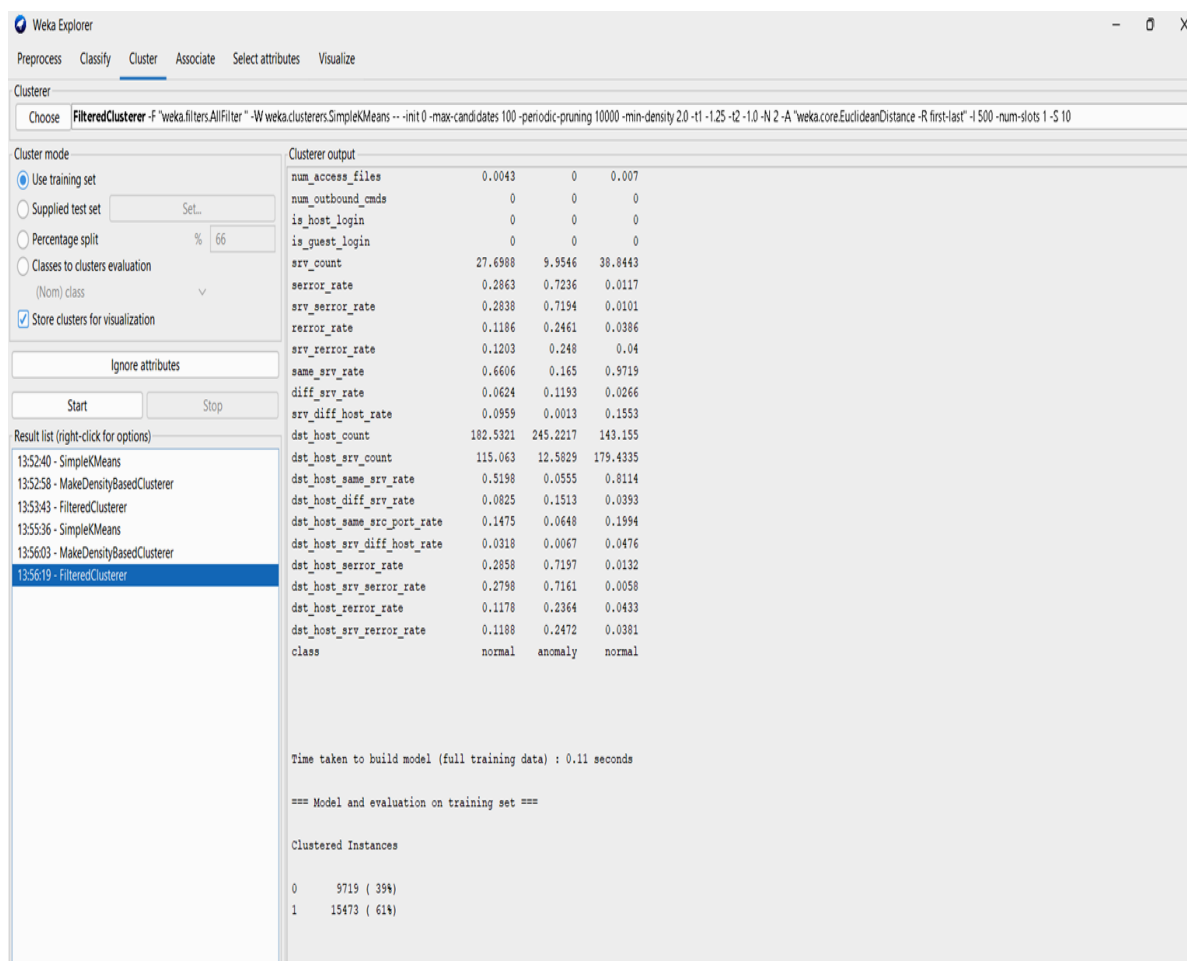 Weka Explorer
Preprocess Classify Cluster Associate Select attributes Visualize
Clusterer
Choose FilteredClusterer -F "weka.filters.AllFilter " -W weka.clusterers.SimpleKMeans -- -init 0 -max-candidates 100 -periodic-pruning 10000 -min-density 2.0 -t1 -1.25 -t2 -1.0 -N 2 -A "weka.core.EuclideanDistance -R first-last" -I 500 -num-slots 1 -S 10
Cluster mode
Use training set
Supplied test set Set...
Percentage split % 66
Classes to clusters evaluation
(Nom) class
Store clusters for visualization
Ignore attributes
Start Stop
Result list (right-click for options)
13:52:40 - SimpleKMeans
13:52:58 - MakeDensityBasedClusterer
13:53:43 - FilteredClusterer
13:55:36 - SimpleKMeans
13:56:03 - MakeDensityBasedClusterer
13:56:19 - FilteredClusterer
Clusterer output
num_access_files 0.0043 0 0.007
num_outbound_cmds 0 0 0
is_host_login 0 0 0
is_guest_login 0 0 0
srv_count 27.6988 9.9546 38.8443
serror_rate 0.2863 0.7236 0.0117
srv_serror_rate 0.2838 0.7194 0.0101
rerror_rate 0.1186 0.2461 0.0386
srv_rerror_rate 0.1203 0.248 0.04
same_srv_rate 0.6606 0.165 0.9719
diff_srv_rate 0.0624 0.1193 0.0266
srv_diff_host_rate 0.0959 0.0013 0.1553
dst_host_count 182.5321 245.2217 143.155
dst_host_srv_count 115.063 12.5829 179.4335
dst_host_same_srv_rate 0.5198 0.0555 0.8114
dst_host_diff_srv_rate 0.0825 0.1513 0.0393
dst_host_same_src_port_rate 0.1475 0.0648 0.1994
dst_host_srv_diff_host_rate 0.0318 0.0067 0.0476
dst_host_serror_rate 0.2858 0.7197 0.0132
dst_host_srv_serror_rate 0.2798 0.7161 0.0058
dst_host_rerror_rate 0.1178 0.2364 0.0433
dst_host_srv_rerror_rate 0.1188 0.2472 0.0381
class normal anomaly normal
Time taken to build model (full training data) : 0.11 seconds
=== Model and evaluation on training set ===
Clustered Instances
0 9719 ( 39%)
1 15473 ( 61%)